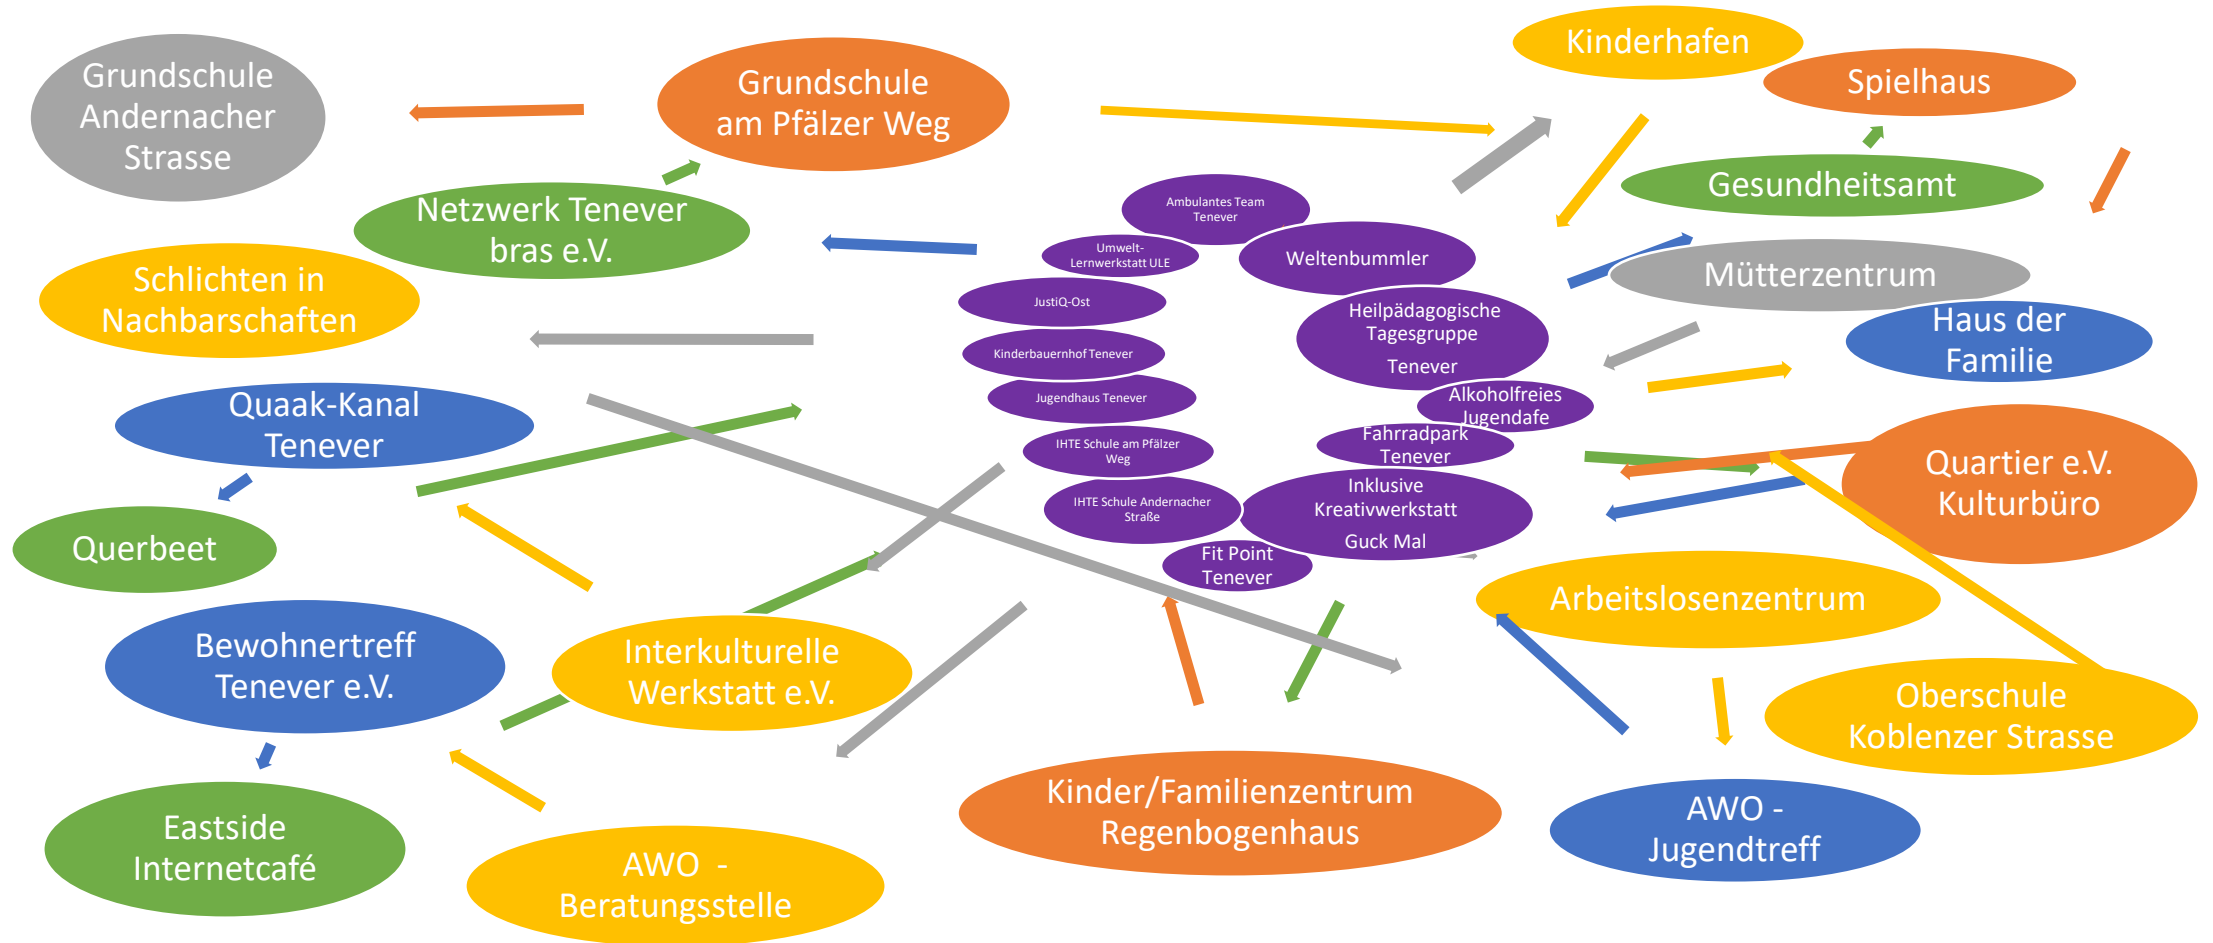 Grundschule
Andernacher
Strasse
Grundschule
am Pfälzer Weg
Kinderhafen
Spielhaus
Gesundheitsamt
Netzwerk Tenever
bras e.V.
Schlichten in
Nachbarschaften
Ambulantes Team
Tenever
Umwelt-
Lernwerkstatt ULE
Weltenbummler
JustiQ-Ost
Heilpädagogische
Tagesgruppe
Tenever
Kinderbauernhof Tenever
Jugendhaus Tenever
Alkoholfreies
Jugendafe
Fahrradpark
Tenever
IHTE Schule am Pfälzer
Weg
IHTE Schule Andernacher
Straße
Inklusive
Kreativwerkstatt
Guck Mal
Fit Point
Tenever
Mütterzentrum
Haus der
Familie
Quaak-Kanal
Tenever
Quartier e.V.
Kulturbüro
Querbeet
Arbeitslosenzentrum
Bewohnertreff
Tenever e.V.
Interkulturelle
Werkstatt e.V.
Oberschule
Koblenzer Strasse
Eastside
Internetcafé
AWO -
Beratungsstelle
Kinder/Familienzentrum
Regenbogenhaus
AWO -
Jugendtreff